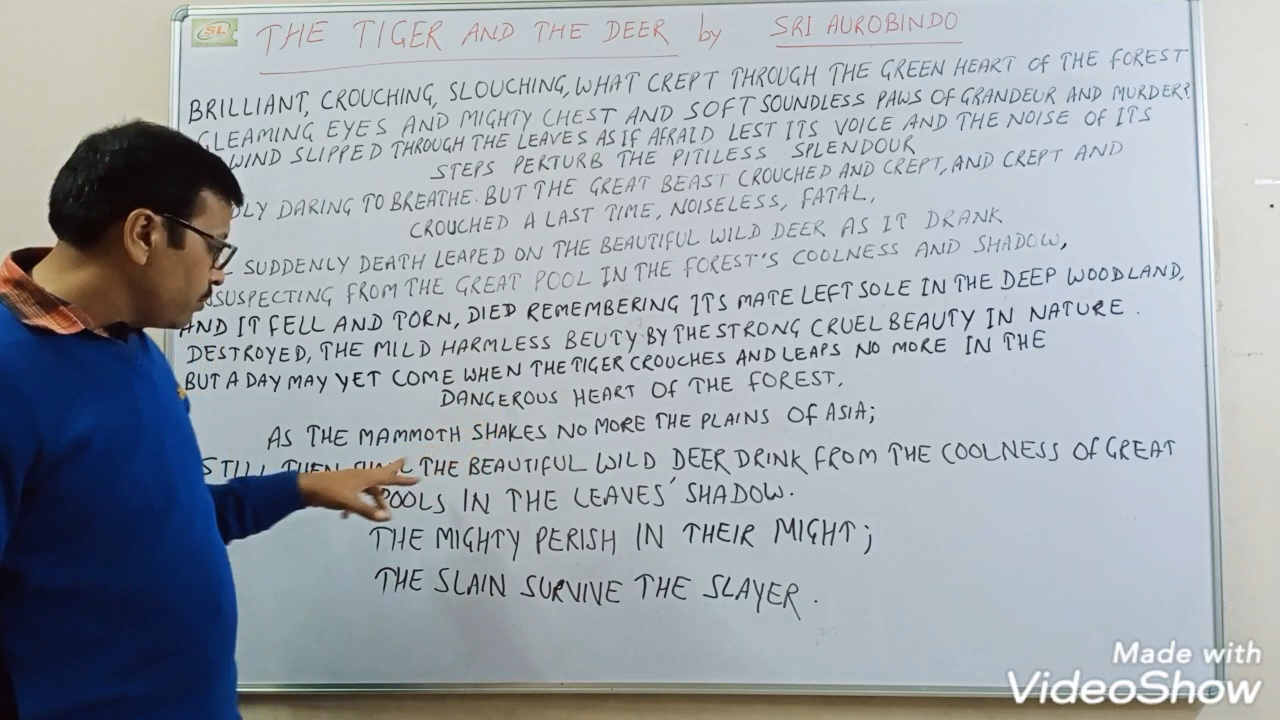 SL
THE TIGER AND THE DEER by SRI AUROBINDO
BRILLIANT, CROUCHING, SLOUCHING, WHAT CREPT THROUGH THE GREEN HEART OF THE FOREST
GLEAMING EYES AND MIGHTY CHEST AND SOFT SOUNDLESS PAWS OF GRANDEUR AND MURDER?
WIND SLIPPED THROUGH THE LEAVES AS IF AFRAID LEST ITS VOICE AND THE NOISE OF ITS
STEPS PERTURB THE PITILESS SPLENDOUR
DARING TO BREATHE. BUT THE GREAT BEAST CROUCHED AND CREPT, AND CREPT AND
CROUCHED A LAST TIME, NOISELESS, FATAL,
SUDDENLY DEATH LEAPED ON THE BEAUTIFUL WILD DEER AS IT DRANK
NSUSPECTING FROM THE GREAT POOL IN THE FOREST'S COOLNESS AND SHADOW,
AND IT FELL AND TORN, DIED REMEMBERING ITS MATE LEFT SOLE IN THE DEEP WOODLAND,
DESTROYED, THE MILD HARMLESS BEUTY BY THE STRONG CRUEL BEAUTY IN NATURE.
BUT A DAY MAY YET COME WHEN THE TIGER CROUCHES AND LEAPS NO MORE IN THE
DANGEROUS HEART OF THE FOREST.
AS THE MAMMOTH SHAKES NO MORE THE PLAINS OF ASIA;
STILL THEN THE BEAUTIFUL WILD DEER DRINK FROM THE COOLNESS OF GREAT
POOLS IN THE LEAVES' SHADOW.
THE MIGHTY PERISH IN THEIR MIGHT;
THE SLAIN SURVIVE THE SLAYER.
Made with
VideoShow